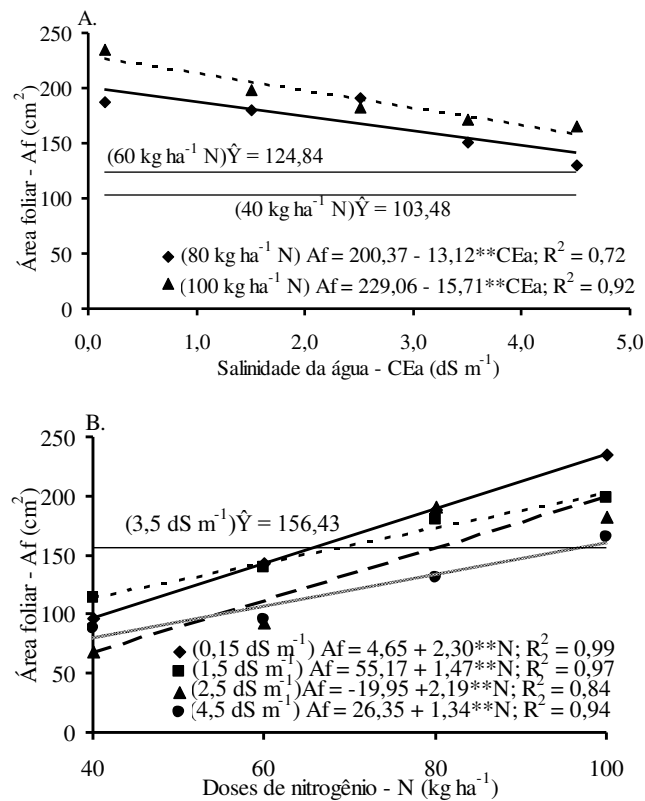 A.
250
200
150
100
50
0
Área foliar - Af (cm²)
(60 kg ha⁻¹ N)Ŷ = 124,84
(40 kg ha⁻¹ N)Ŷ = 103,48
(80 kg ha⁻¹ N) Af = 200,37 - 13,12**CEa; R² = 0,72
(100 kg ha⁻¹ N) Af = 229,06 - 15,71**CEa; R² = 0,92
0,0 1,0 2,0 3,0 4,0 5,0
Salinidade da água - CEa (dS m⁻¹)
B.
250
200
150
100
50
0
Área foliar - Af (cm²)
(3,5 dS m⁻¹)Ŷ = 156,43
(0,15 dS m⁻¹) Af = 4,65 + 2,30**N; R² = 0,99
(1,5 dS m⁻¹) Af = 55,17 + 1,47**N; R² = 0,97
(2,5 dS m⁻¹)Af = -19,95 +2,19**N; R² = 0,84
(4,5 dS m⁻¹) Af = 26,35 + 1,34**N; R² = 0,94
40 60 80 100
Doses de nitrogênio - N (kg ha⁻¹)